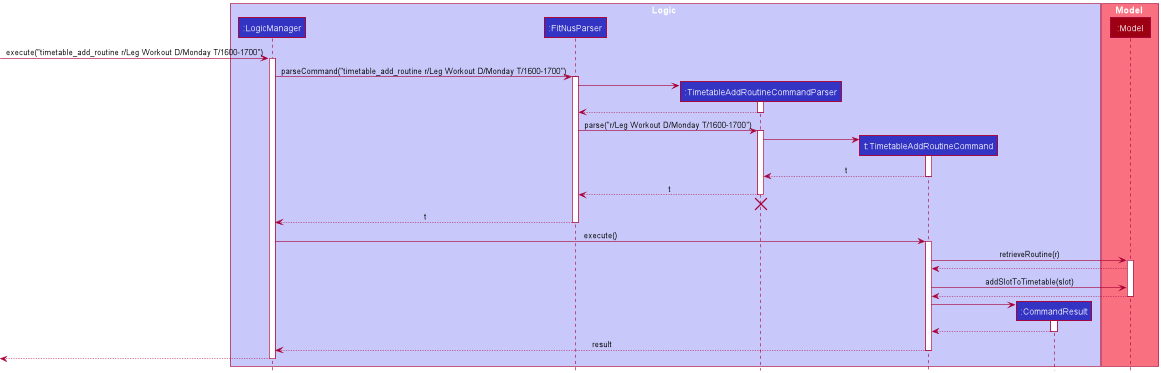 Logic
Model
:LogicManager
:FitNusParser
:Model
execute("timetable_add_routine r/Leg Workout D/Monday T/1600-1700")
parseCommand("timetable_add_routine r/Leg Workout D/Monday T/1600-1700")
:TimetableAddRoutineCommandParser
parse("r/Leg Workout D/Monday T/1600-1700")
t:TimetableAddRoutineCommand
t
t
t
execute()
retrieveRoutine(r)
addSlotToTimetable(slot)
:CommandResult
result